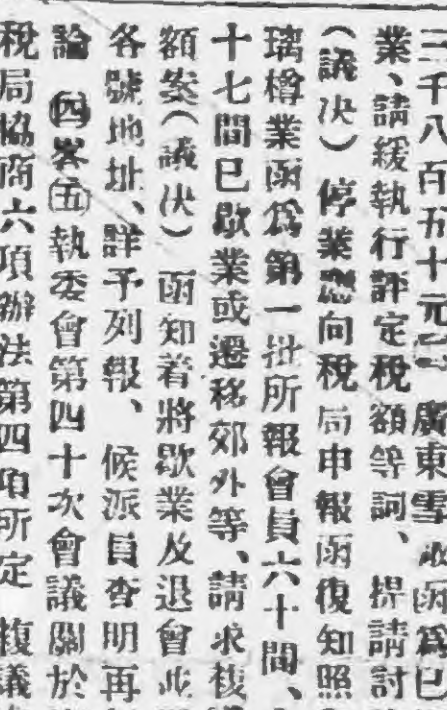 三千八百五十元㈢廣東雪 函爲已
業、請緩執行評定稅額等詞、提請討
（議決）停業應向稅局申報函復知照
璃檜業函爲第一批所報會員六十間、
十七間已歇業或遷移郊外等、請求複
額案（議決）函知着將歇業及退會
各號地址、詳予列報、候派員查明再
論 ㈣畧㈤執委會第四十次會議關於
稅局協商六項辦法第四項所定 複議